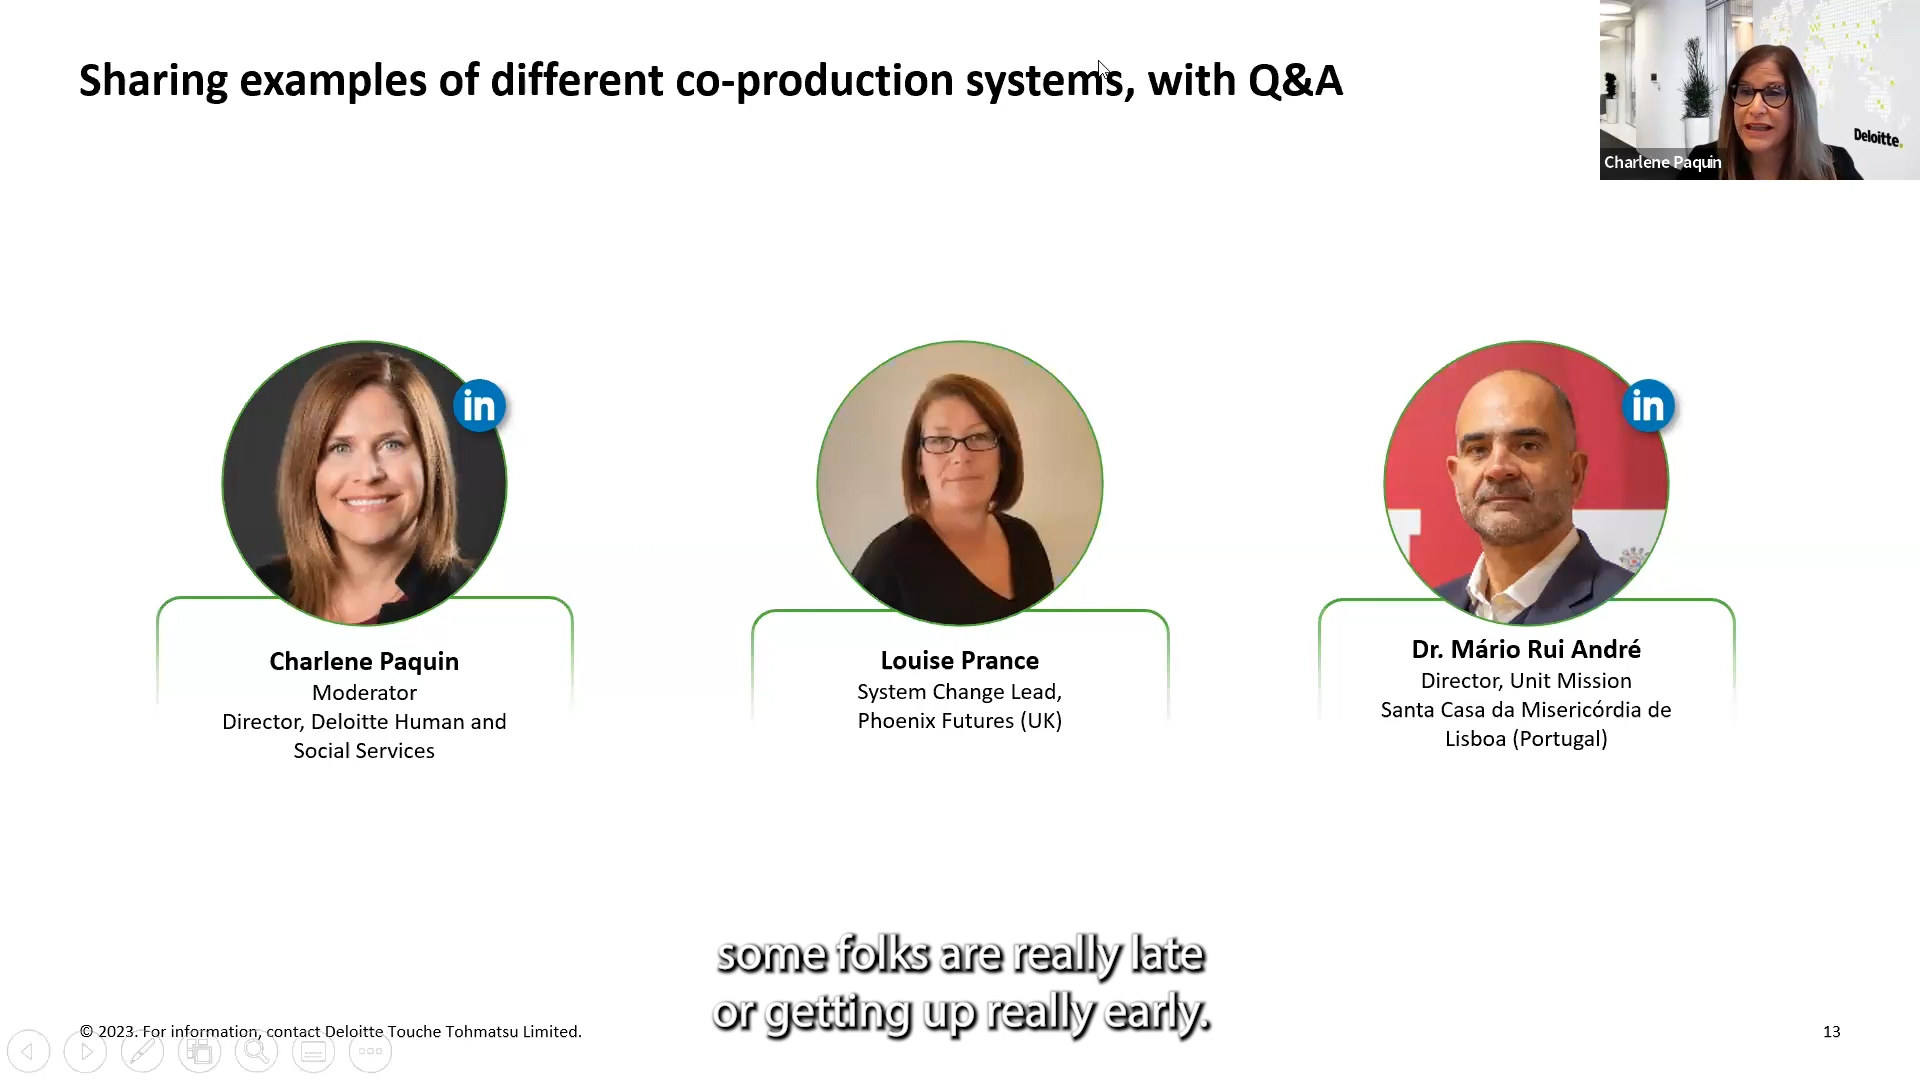 Sharing examples of different co-production systems, with Q&A
Deloitte.
Charlene Paquin
in
in
Charlene Paquin
Moderator
Director, Deloitte Human and
Social Services
Louise Prance
System Change Lead,
Phoenix Futures (UK)
Dr. Mário Rui André
Director, Unit Mission
Santa Casa da Misericórdia de
Lisboa (Portugal)
some folks are really late
or getting up really early.
© 2023. For information, contact Deloitte Touche Tohmatsu Limited.
13